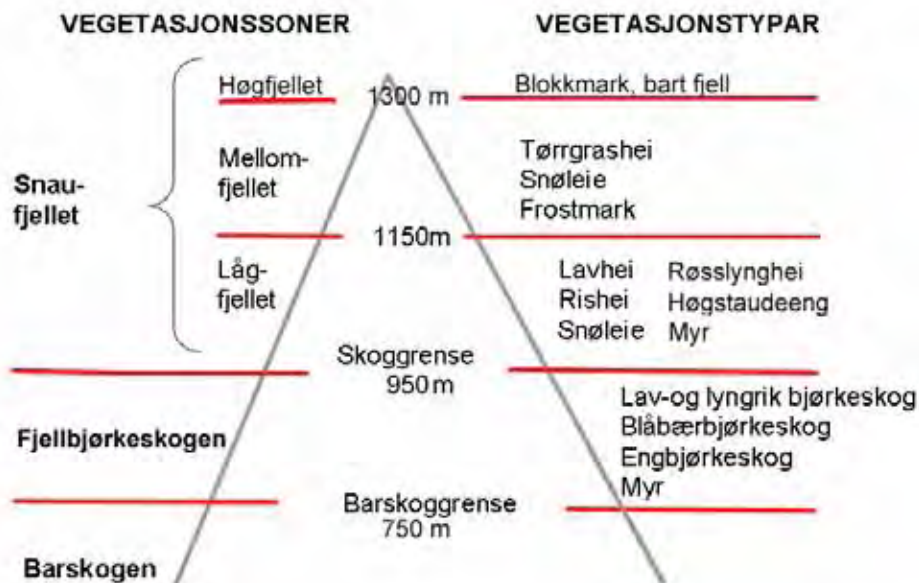 VEGETASJONSSONER
VEGETASJONSTYPAR
Høgfjellet
1300 m
Blokkmark, bart fjell
Snau-
fjellet
Mellom-
fjellet
Tørrgrashei
Snøleie
Frostmark
1150m
Låg-
fjellet
Lavhei
Rishei
Snøleie
Røsslynghei
Høgstaudeeng
Myr
Skoggrense
950 m
Fjellbjørkeskogen
Lav-og lyngrik bjørkeskog
Blåbærbjørkeskog
Engbjørkeskog
Myr
Barskoggrense
750 m
Barskogen